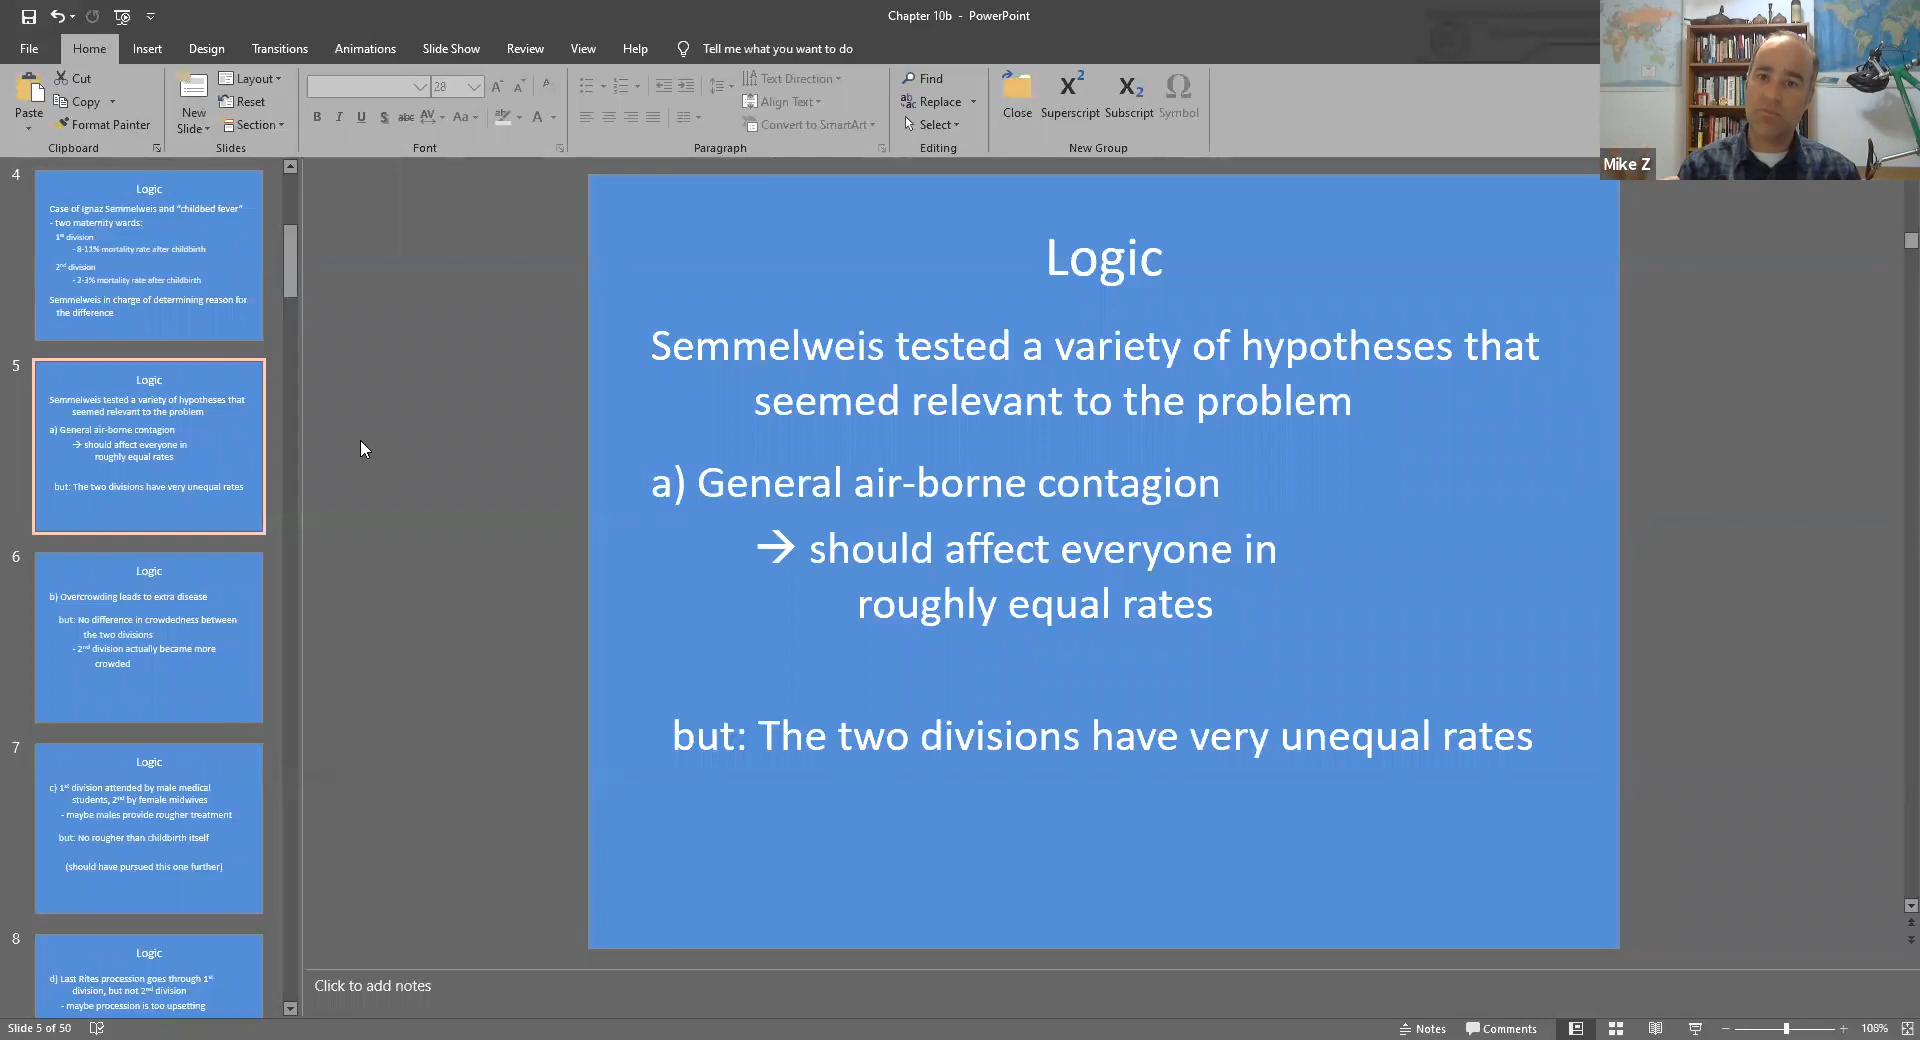 Chapter 10b - PowerPoint
File Home Insert Design Transitions Animations Slide Show Review View Help Tell me what you want to do
Paste
Cut
Copy
Format Painter
Clipboard
New
Slide
Layout
Reset
Section
Slides
28
B I U S abc AV Aa A
Font
Text Direction
Align Text
Convert to SmartArt
Paragraph
Find
Replace
Select
Editing
Close
X2
Superscript
X2
Subscript
Ω
Symbol
New Group
Mike Z
4
Logic
Case of Ignaz Semmelweis and “childbed fever”
- two maternity wards:
1st division
- 8-12% mortality rate after childbirth
2nd division
- 2-3% mortality rate after childbirth
Semmelweis in charge of determining reason for
the difference
5
Logic
Semmelweis tested a variety of hypotheses that
seemed relevant to the problem
a) General air-borne contagion
→ should affect everyone in
roughly equal rates
but: The two divisions have very unequal rates
6
Logic
b) Overcrowding leads to extra disease
but: No difference in crowdedness between
the two divisions
- 2nd division actually became more
crowded
7
Logic
c) 1st division attended by male medical
students, 2nd by female midwives
- maybe males provide rougher treatment
but: No rougher than childbirth itself
(should have pursued this one further)
8
Logic
d) Last Rites procession goes through 1st
division, but not 2nd division
- maybe procession is too upsetting
Logic
Semmelweis tested a variety of hypotheses that
seemed relevant to the problem
a) General air-borne contagion
→ should affect everyone in
roughly equal rates
but: The two divisions have very unequal rates
Click to add notes
Slide 5 of 50
Notes
Comments
108%